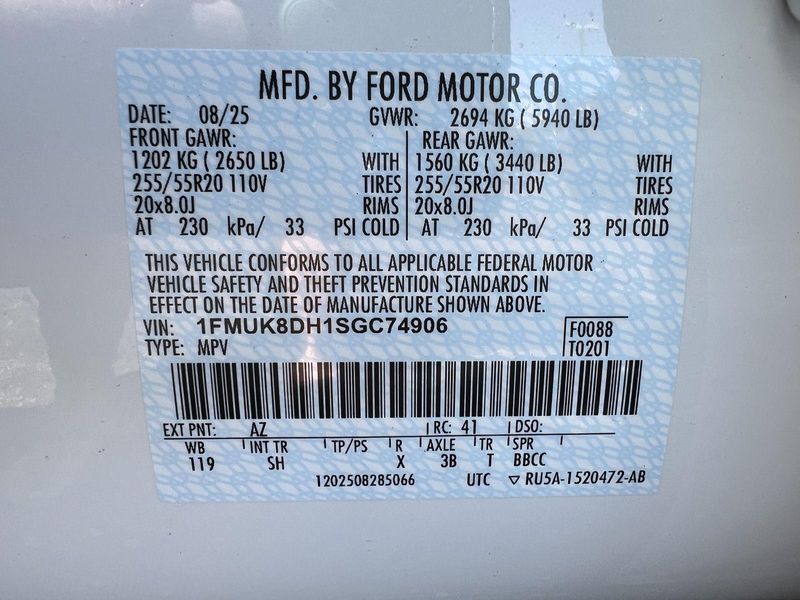 MFD. BY FORD MOTOR CO.
DATE: 08/25 GVWR: 2694 KG ( 5940 LB)
FRONT GAWR: REAR GAWR:
1202 KG ( 2650 LB) WITH 1560 KG ( 3440 LB) WITH
255/55R20 110V TIRES 255/55R20 110V TIRES
20x8.0J RIMS 20x8.0J RIMS
AT 230 kPa/ 33 PSI COLD AT 230 kPa/ 33 PSI COLD
THIS VEHICLE CONFORMS TO ALL APPLICABLE FEDERAL MOTOR
VEHICLE SAFETY AND THEFT PREVENTION STANDARDS IN
EFFECT ON THE DATE OF MANUFACTURE SHOWN ABOVE.
VIN: 1FMUK8DH1SGC74906 F0088
TYPE: MPV T0201
EXT PNT: AZ RC: 41 DSO:
WB INT TR TP/PS R AXLE TR SPR
119 SH X 3B T BBCC
1202508285066 UTC ▽ RU5A-1520472-AB